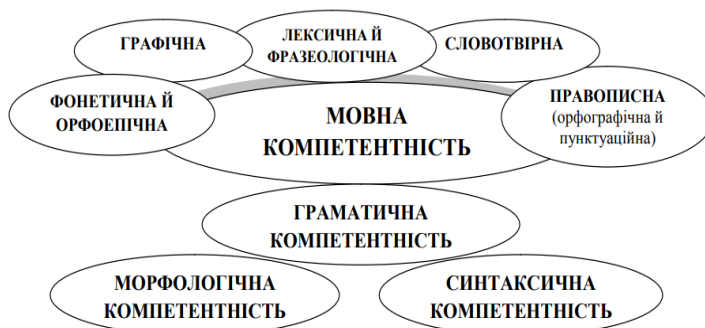 ГРАФІЧНА
ЛЕКСИЧНА Й
ФРАЗЕОЛОГІЧНА
СЛОВОТВІРНА
ФОНЕТИЧНА Й
ОРФОЕПІЧНА
МОВНА
КОМПЕТЕНТНІСТЬ
ПРАВОПИСНА
(орфографічна й
пунктуаційна)
ГРАМАТИЧНА
КОМПЕТЕНТНІСТЬ
МОРФОЛОГІЧНА
КОМПЕТЕНТНІСТЬ
СИНТАКСИЧНА
КОМПЕТЕНТНІСТЬ